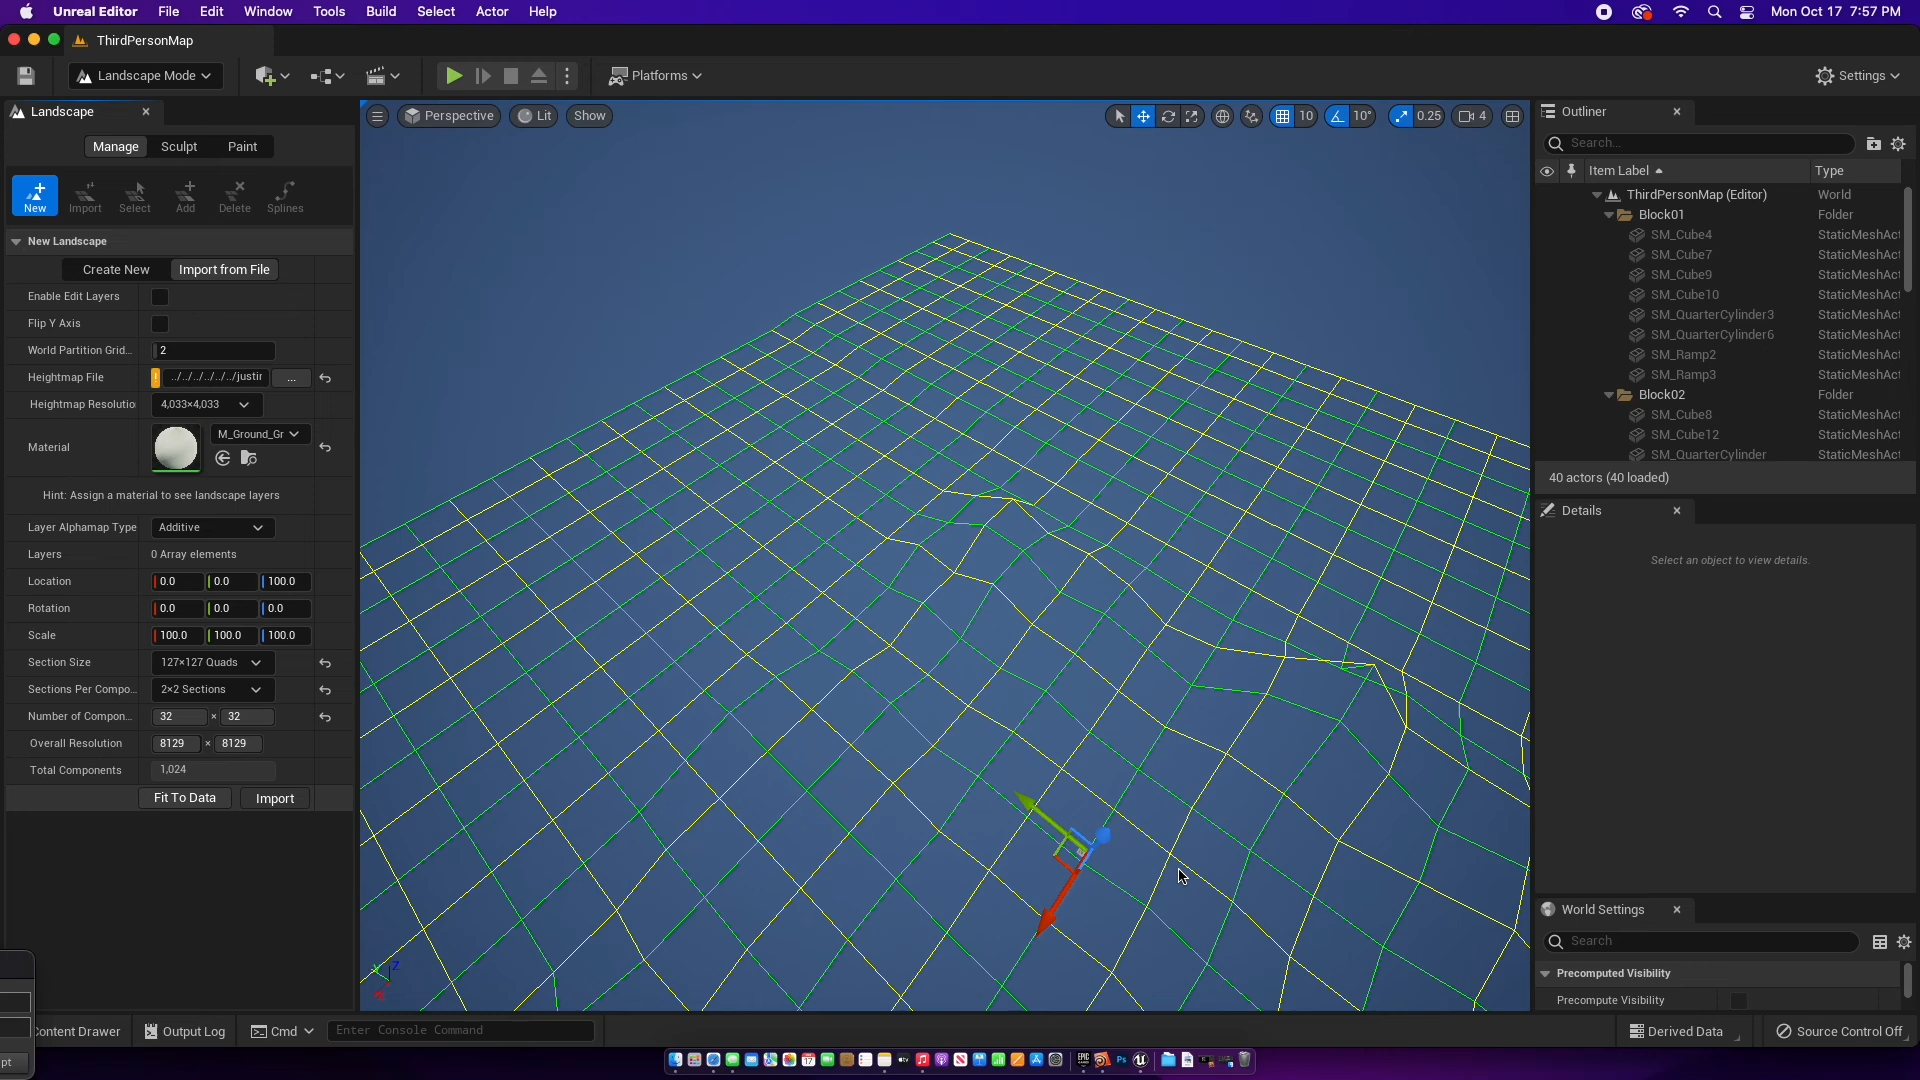 Unreal Editor File Edit Window Tools Build Select Actor Help
Mon Oct 17 7:57 PM
ThirdPersonMap
Landscape Mode
Platforms
Settings
Landscape
Manage Sculpt Paint
New Import Select Add Delete Splines
New Landscape
Create New Import from File
Enable Edit Layers
Flip Y Axis
World Partition Grid... 2
Heightmap File ../../../../../../justir ...
Heightmap Resolutio 4,033×4,033
Material M_Ground_Gr
Hint: Assign a material to see landscape layers
Layer Alphamap Type Additive
Layers 0 Array elements
Location 0.0 0.0 100.0
Rotation 0.0 0.0 0.0
Scale 100.0 100.0 100.0
Section Size 127×127 Quads
Sections Per Compo... 2×2 Sections
Number of Compon... 32 × 32
Overall Resolution 8129 × 8129
Total Components 1,024
Fit To Data Import
Perspective Lit Show
10 10° 0.25 4
Outliner
Search...
Item Label Type
ThirdPersonMap (Editor) World
Block01 Folder
SM_Cube4 StaticMeshAct
SM_Cube7 StaticMeshAct
SM_Cube9 StaticMeshAct
SM_Cube10 StaticMeshAct
SM_QuarterCylinder3 StaticMeshAct
SM_QuarterCylinder6 StaticMeshAct
SM_Ramp2 StaticMeshAct
SM_Ramp3 StaticMeshAct
Block02 Folder
SM_Cube8 StaticMeshAct
SM_Cube12 StaticMeshAct
SM_QuarterCylinder StaticMeshAct
40 actors (40 loaded)
Details
Select an object to view details.
World Settings
Search
Precomputed Visibility
Precompute Visibility
pt
Content Drawer Output Log Cmd Enter Console Command
Derived Data Source Control Off